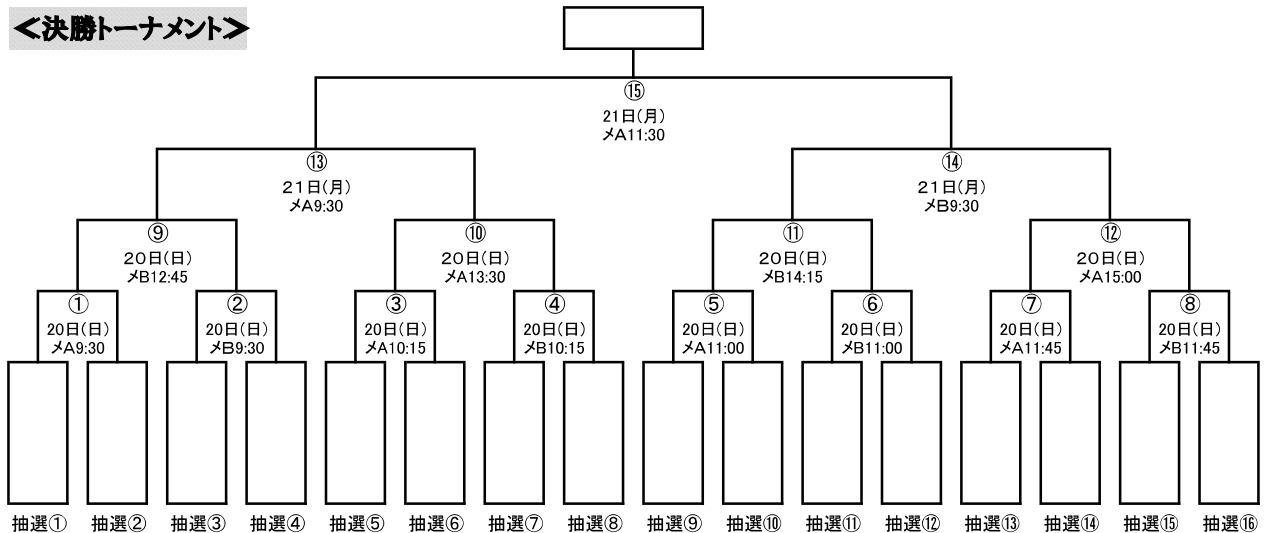 ≪決勝トーナメント≫
⑮
21日(月)
メA11:30
⑬
21日(月)
メA9:30
⑭
21日(月)
メB9:30
⑨
20日(日)
メB12:45
⑩
20日(日)
メA13:30
⑪
20日(日)
メB14:15
⑫
20日(日)
メA15:00
①
20日(日)
メA9:30
②
20日(日)
メB9:30
③
20日(日)
メA10:15
④
20日(日)
メB10:15
⑤
20日(日)
メA11:00
⑥
20日(日)
メB11:00
⑦
20日(日)
メA11:45
⑧
20日(日)
メB11:45
抽選① 抽選② 抽選③ 抽選④ 抽選⑤ 抽選⑥ 抽選⑦ 抽選⑧ 抽選⑨ 抽選⑩ 抽選⑪ 抽選⑫ 抽選⑬ 抽選⑭ 抽選⑮ 抽選⑯